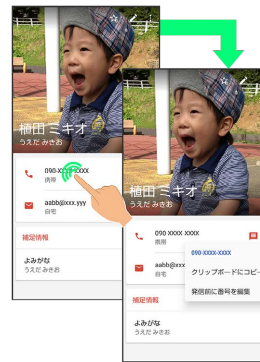 植田 ミキオ
うえだ みきお
090-XXXX-XXXX
携帯
aabb@xxx.yyy
自宅
補足情報
よみがな
うえだ みきお
植田 ミキオ
うえだ みきお
090-XXXX-XXXX
携帯
aabb@xxx
自宅
補足情報
よみがな
うえだ みきお
090-XXXX-XXXX
クリップボードにコピー
発信前に番号を編集